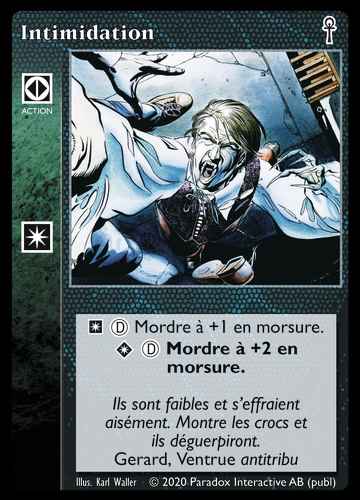 Intimidation
ACTION
D Mordre à +1 en morsure.
D Mordre à +2 en
morsure.
Ils sont faibles et s'effraient
aisément. Montre les crocs et
ils déguerpiront.
Gerard, Ventrue antitribu
Illus. Karl Waller · © 2020 Paradox Interactive AB (publ)